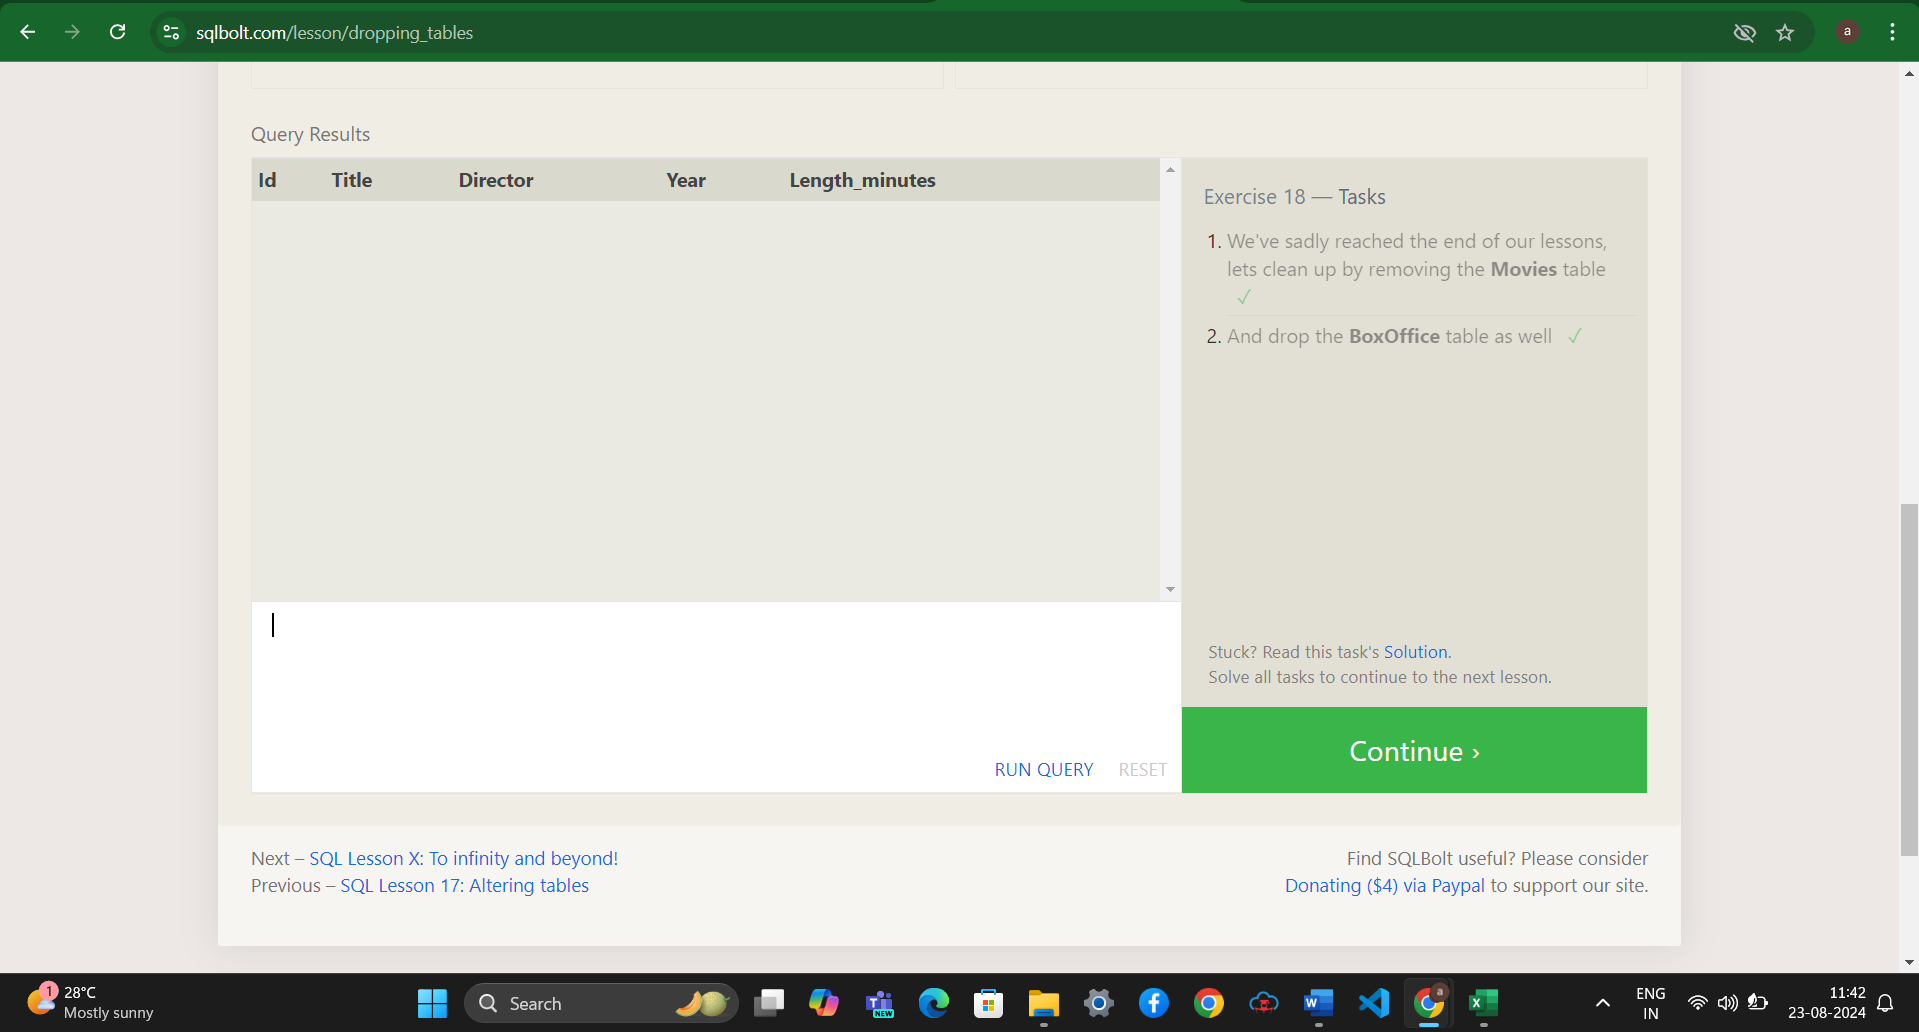 sqlbolt.com/lesson/dropping_tables
a
Query Results
Id Title Director Year Length_minutes
Exercise 18 — Tasks
1. We've sadly reached the end of our lessons,
lets clean up by removing the Movies table
✓
2. And drop the BoxOffice table as well ✓
Stuck? Read this task's Solution.
Solve all tasks to continue to the next lesson.
RUN QUERY RESET
Continue ›
Next – SQL Lesson X: To infinity and beyond!
Previous – SQL Lesson 17: Altering tables
Find SQLBolt useful? Please consider
Donating ($4) via Paypal to support our site.
1
28°C
Mostly sunny
Search
T
NEW
W
a
X
ENG
IN
11:42
23-08-2024